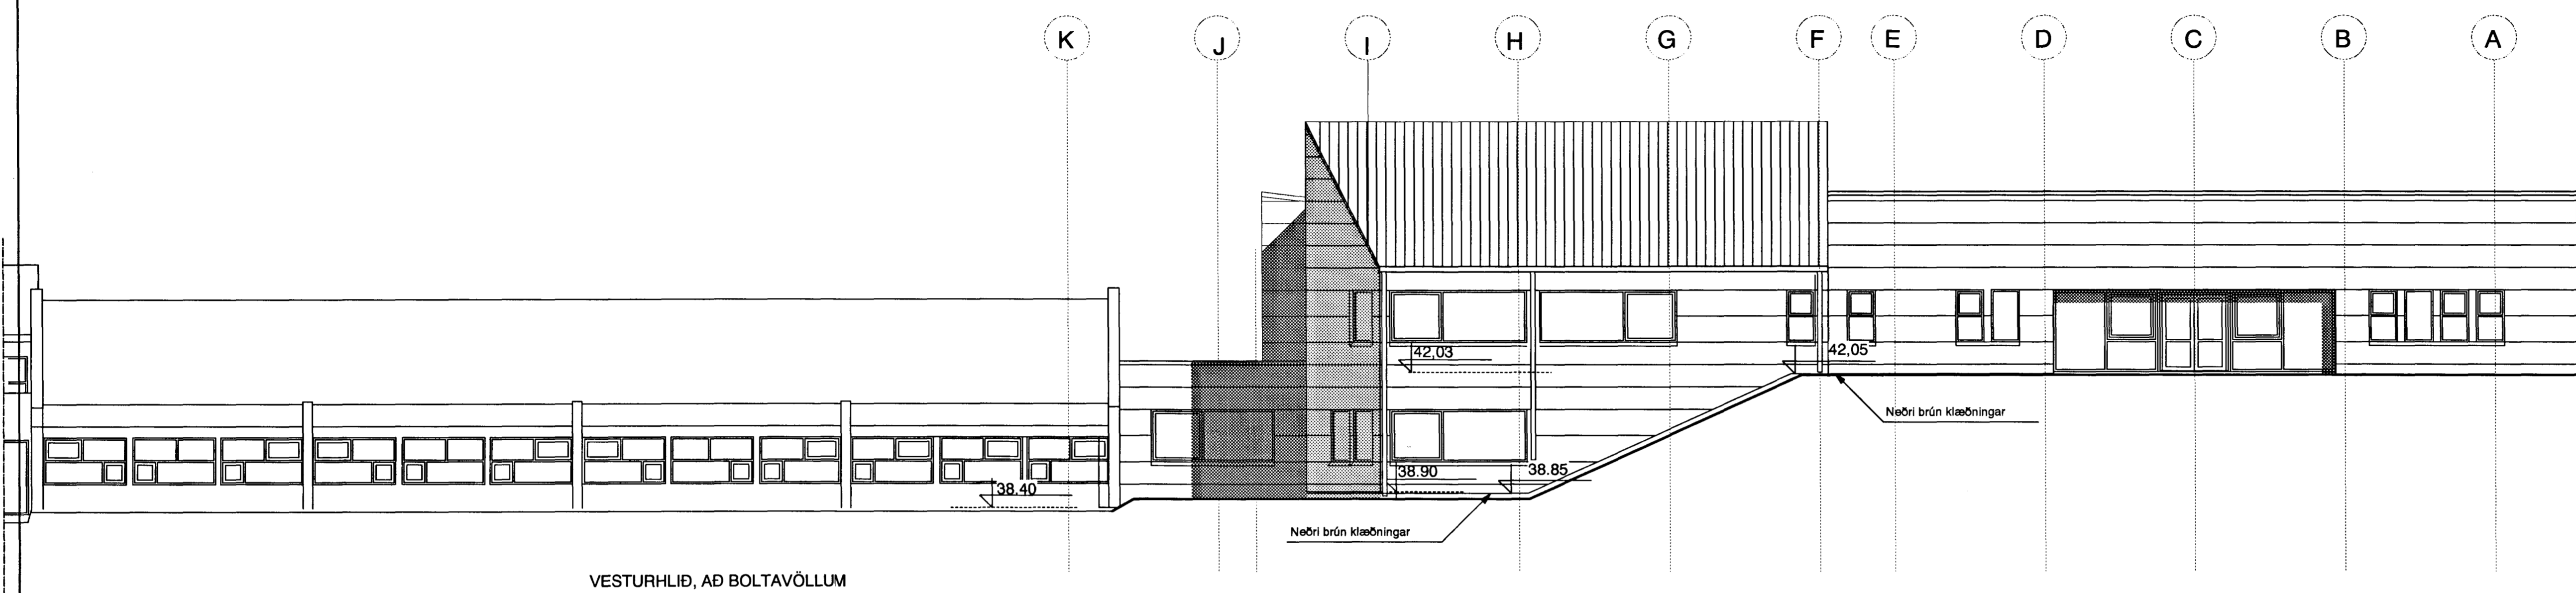 K J I H G F E D C B A
42,03
42,05
Neðri brún klæðningar
38.90
38.85
38.40
Neðri brún klæðningar
VESTURHLIÐ, AÐ BOLTAVÖLLUM